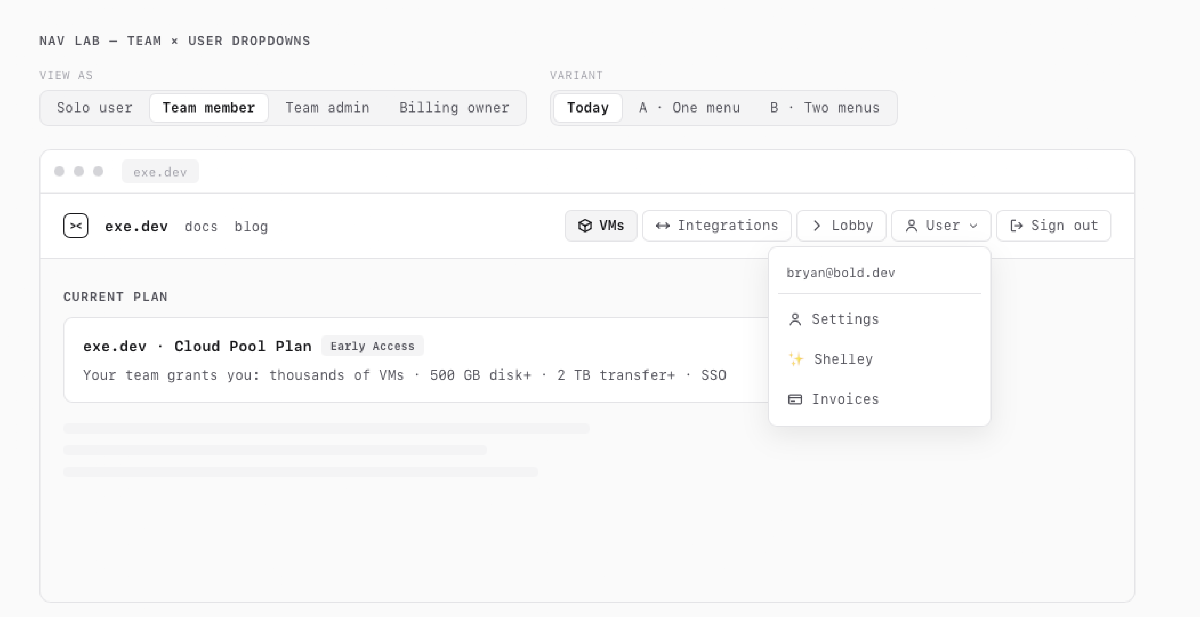 NAV LAB — TEAM × USER DROPDOWNS
VIEW AS
Solo user Team member Team admin Billing owner
VARIANT
Today A · One menu B · Two menus
exe.dev
exe.dev docs blog
VMs Integrations Lobby User Sign out
bryan@bold.dev
Settings
Shelley
Invoices
CURRENT PLAN
exe.dev · Cloud Pool Plan Early Access
Your team grants you: thousands of VMs · 500 GB disk+ · 2 TB transfer+ · SSO